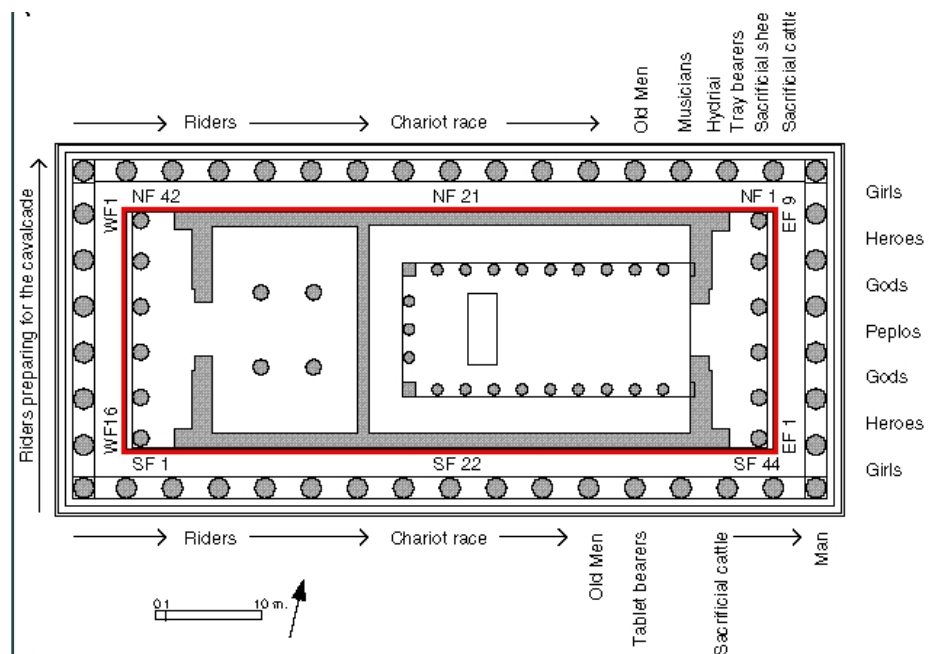 Old Men
Musicians
Hydriai
Tray bearers
Sacrificial shee
Sacrificial cattle
Riders
Chariot race
Riders preparing for the cavalcade
WF1
NF 42
NF 21
NF 1
EF 9
Girls
Heroes
Gods
Peplos
Gods
Heroes
Girls
WF16
SF 1
SF 22
SF 44
EF 1
Riders
Chariot race
Old Men
Tablet bearers
Sacrificial cattle
Man
0 1 10 m.